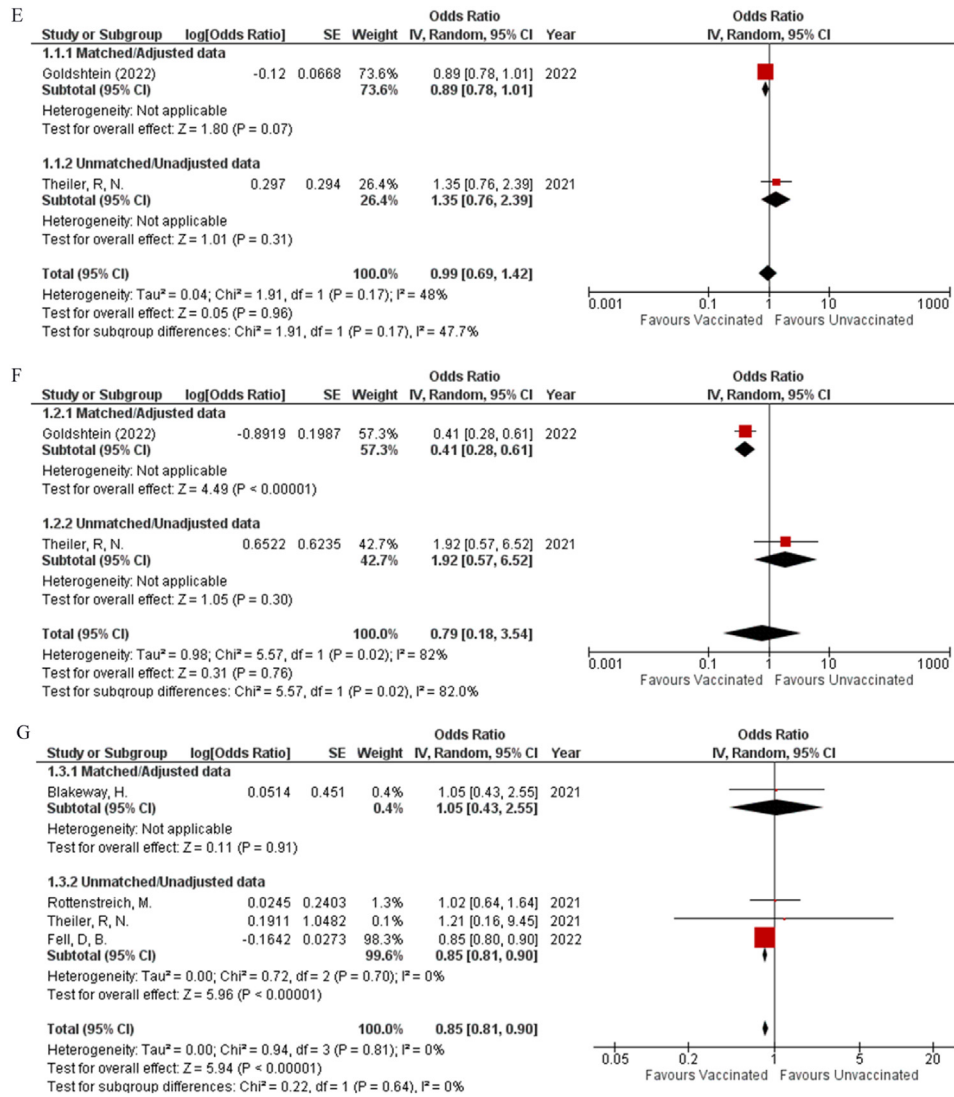 E
Odds Ratio Odds Ratio
Study or Subgroup log[Odds Ratio] SE Weight IV, Random, 95% CI Year IV, Random, 95% CI
1.1.1 Matched/Adjusted data
Goldshtein (2022) -0.12 0.0668 73.6% 0.89 [0.78, 1.01] 2022
Subtotal (95% CI) 73.6% 0.89 [0.78, 1.01]
Heterogeneity: Not applicable
Test for overall effect: Z = 1.80 (P = 0.07)
1.1.2 Unmatched/Unadjusted data
Theiler, R, N. 0.297 0.294 26.4% 1.35 [0.76, 2.39] 2021
Subtotal (95% CI) 26.4% 1.35 [0.76, 2.39]
Heterogeneity: Not applicable
Test for overall effect: Z = 1.01 (P = 0.31)
Total (95% CI) 100.0% 0.99 [0.69, 1.42]
Heterogeneity: Tau² = 0.04; Chi² = 1.91, df = 1 (P = 0.17); I² = 48%
Test for overall effect: Z = 0.05 (P = 0.96)
Test for subgroup differences: Chi² = 1.91, df = 1 (P = 0.17), I² = 47.7%
0.001 0.1 1 10 1000
Favours Vaccinated Favours Unvaccinated
F
Odds Ratio Odds Ratio
Study or Subgroup log[Odds Ratio] SE Weight IV, Random, 95% CI Year IV, Random, 95% CI
1.2.1 Matched/Adjusted data
Goldshtein (2022) -0.8919 0.1987 57.3% 0.41 [0.28, 0.61] 2022
Subtotal (95% CI) 57.3% 0.41 [0.28, 0.61]
Heterogeneity: Not applicable
Test for overall effect: Z = 4.49 (P < 0.00001)
1.2.2 Unmatched/Unadjusted data
Theiler, R, N. 0.6522 0.6235 42.7% 1.92 [0.57, 6.52] 2021
Subtotal (95% CI) 42.7% 1.92 [0.57, 6.52]
Heterogeneity: Not applicable
Test for overall effect: Z = 1.05 (P = 0.30)
Total (95% CI) 100.0% 0.79 [0.18, 3.54]
Heterogeneity: Tau² = 0.98; Chi² = 5.57, df = 1 (P = 0.02); I² = 82%
Test for overall effect: Z = 0.31 (P = 0.76)
Test for subgroup differences: Chi² = 5.57, df = 1 (P = 0.02), I² = 82.0%
0.001 0.1 1 10 1000
Favours Vaccinated Favours Unvaccinated
G
Odds Ratio Odds Ratio
Study or Subgroup log[Odds Ratio] SE Weight IV, Random, 95% CI Year IV, Random, 95% CI
1.3.1 Matched/Adjusted data
Blakeway, H. 0.0514 0.451 0.4% 1.05 [0.43, 2.55] 2021
Subtotal (95% CI) 0.4% 1.05 [0.43, 2.55]
Heterogeneity: Not applicable
Test for overall effect: Z = 0.11 (P = 0.91)
1.3.2 Unmatched/Unadjusted data
Rottenstreich, M. 0.0245 0.2403 1.3% 1.02 [0.64, 1.64] 2021
Theiler, R, N. 0.1911 1.0482 0.1% 1.21 [0.16, 9.45] 2021
Fell, D, B. -0.1642 0.0273 98.3% 0.85 [0.80, 0.90] 2022
Subtotal (95% CI) 99.6% 0.85 [0.81, 0.90]
Heterogeneity: Tau² = 0.00; Chi² = 0.72, df = 2 (P = 0.70); I² = 0%
Test for overall effect: Z = 5.96 (P < 0.00001)
Total (95% CI) 100.0% 0.85 [0.81, 0.90]
Heterogeneity: Tau² = 0.00; Chi² = 0.94, df = 3 (P = 0.81); I² = 0%
Test for overall effect: Z = 5.94 (P < 0.00001)
Test for subgroup differences: Chi² = 0.22, df = 1 (P = 0.64), I² = 0%
0.05 0.2 1 5 20
Favours Vaccinated Favours Unvaccinated